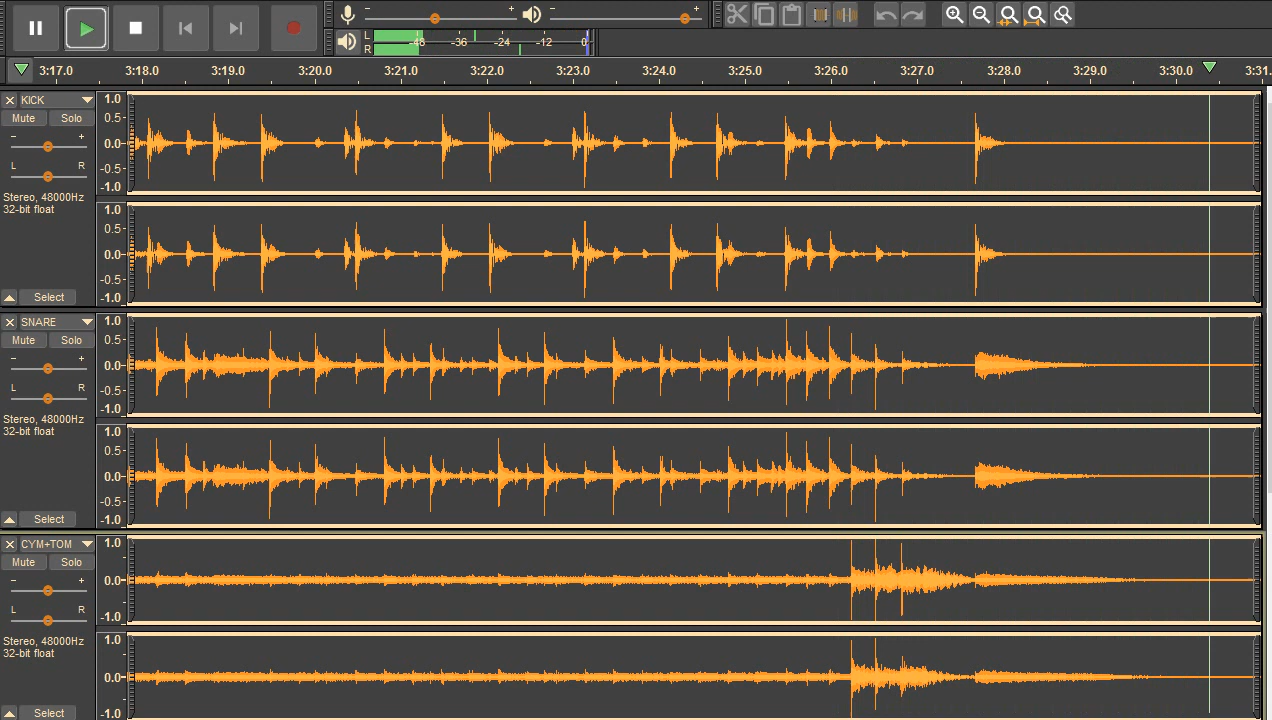 - +
- +
L -48 -36 -24 -12 0
R
3:17.0 3:18.0 3:19.0 3:20.0 3:21.0 3:22.0 3:23.0 3:24.0 3:25.0 3:26.0 3:27.0 3:28.0 3:29.0 3:30.0 3:31.
KICK
Mute Solo
- +
L R
Stereo, 48000Hz
32-bit float
Select
1.0
0.5-
0.0-
-0.5-
-1.0
1.0
0.5-
0.0-
-0.5-
-1.0
SNARE
Mute Solo
- +
L R
Stereo, 48000Hz
32-bit float
Select
1.0
0.5-
0.0-
-0.5-
-1.0
1.0
0.5-
0.0-
-0.5-
-1.0
CYM+TOM
Mute Solo
- +
L R
Stereo, 48000Hz
32-bit float
Select
1.0
0.0-
-1.0
1.0
0.0-
-1.0